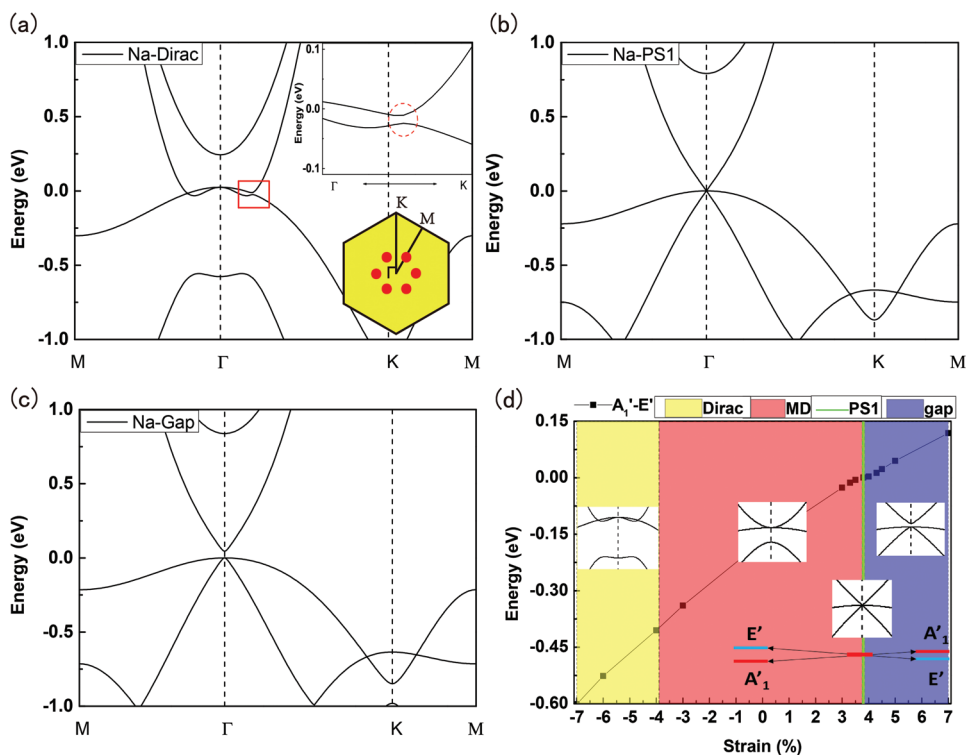 (a)
Na-Dirac
Energy (eV)
1.0
0.5
0.0
-0.5
-1.0
M Γ K M
Energy (eV)
0.1
0.0
-0.1
Γ K
K
M
(b)
Na-PS1
Energy (eV)
1.0
0.5
0.0
-0.5
-1.0
M Γ K M
(c)
Na-Gap
Energy (eV)
1.0
0.5
0.0
-0.5
-1.0
M Γ K M
(d)
A1'-E' Dirac MD PS1 gap
Energy (eV)
0.15
0.00
-0.15
-0.30
-0.45
-0.60
E' A'1
A'1 E'
-7 -6 -5 -4 -3 -2 -1 0 1 2 3 4 5 6 7
Strain (%)